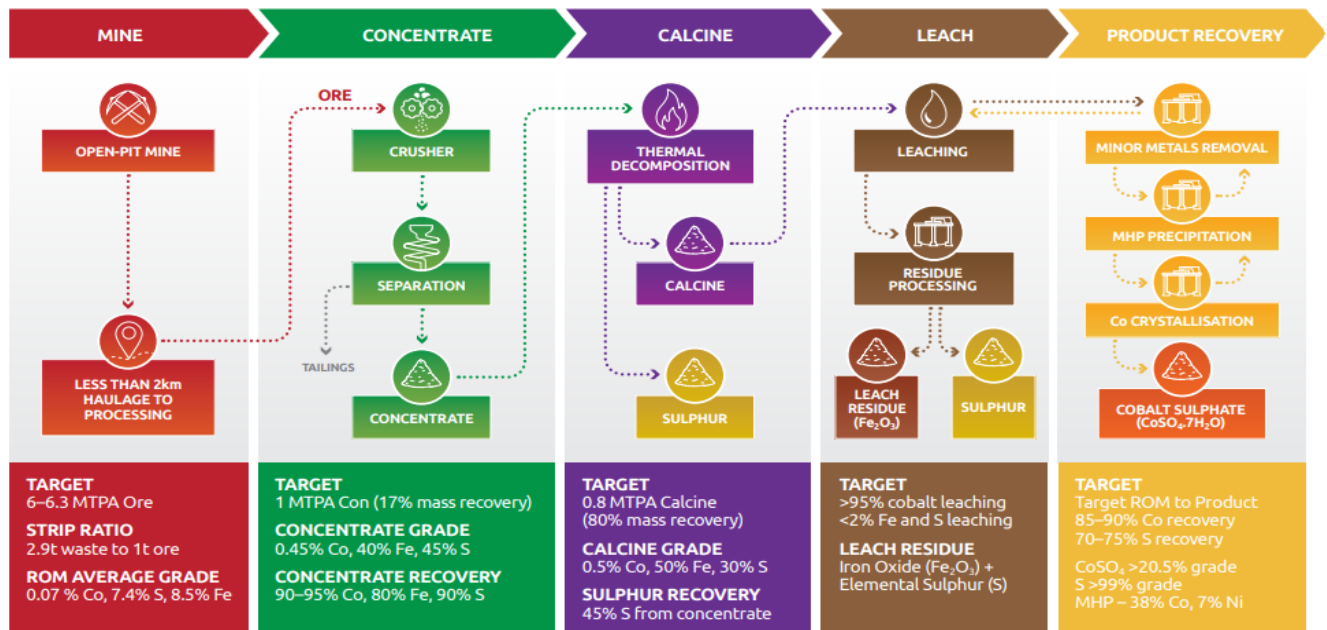 MINE
CONCENTRATE
CALCINE
LEACH
PRODUCT RECOVERY
OPEN-PIT MINE
LESS THAN 2km
HAULAGE TO
PROCESSING
ORE
CRUSHER
SEPARATION
TAILINGS
CONCENTRATE
THERMAL
DECOMPOSITION
CALCINE
SULPHUR
LEACHING
RESIDUE
PROCESSING
LEACH
RESIDUE
(Fe₂O₃)
SULPHUR
MINOR METALS REMOVAL
MHP PRECIPITATION
Co CRYSTALLISATION
COBALT SULPHATE
(CoSO₄.7H₂O)
TARGET
6–6.3 MTPA Ore
STRIP RATIO
2.9t waste to 1t ore
ROM AVERAGE GRADE
0.07 % Co, 7.4% S, 8.5% Fe
TARGET
1 MTPA Con (17% mass recovery)
CONCENTRATE GRADE
0.45% Co, 40% Fe, 45% S
CONCENTRATE RECOVERY
90–95% Co, 80% Fe, 90% S
TARGET
0.8 MTPA Calcine
(80% mass recovery)
CALCINE GRADE
0.5% Co, 50% Fe, 30% S
SULPHUR RECOVERY
45% S from concentrate
TARGET
>95% cobalt leaching
<2% Fe and S leaching
LEACH RESIDUE
Iron Oxide (Fe₂O₃) +
Elemental Sulphur (S)
TARGET
Target ROM to Product
85–90% Co recovery
70–75% S recovery
CoSO₄ >20.5% grade
S >99% grade
MHP – 38% Co, 7% Ni